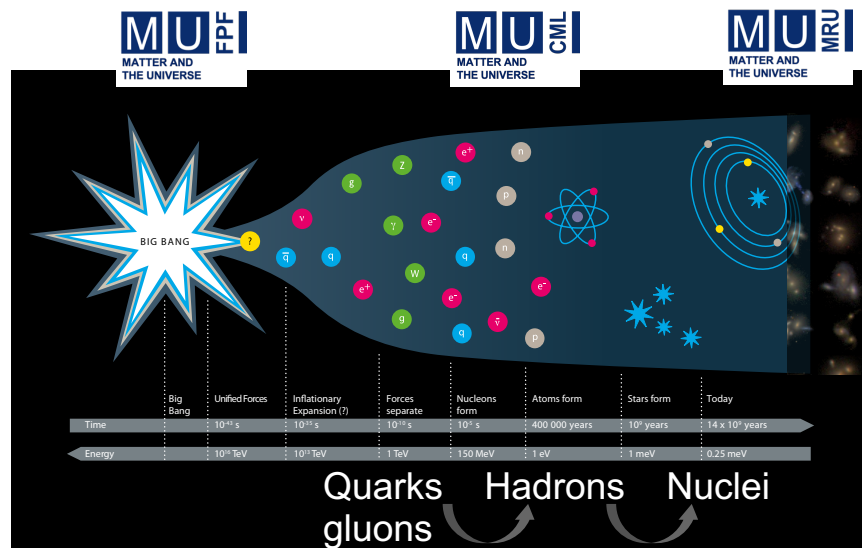 MU FPF
MATTER AND
THE UNIVERSE
MU CML
MATTER AND
THE UNIVERSE
MU MRU
MATTER AND
THE UNIVERSE
BIG BANG
?
ν
q̅
q
g
Z
γ
W
g
e⁺
e⁺
q̅
e⁻
q
e⁻
q
ν̅
n
p
n
e⁻
p
Big
Bang
Unified Forces
Inflationary
Expansion (?)
Forces
separate
Nucleons
form
Atoms form
Stars form
Today
Time 10⁻⁴³ s 10⁻³⁵ s 10⁻¹⁰ s 10⁻⁵ s 400 000 years 10⁹ years 14 x 10⁹ years
Energy 10¹⁶ TeV 10¹³ TeV 1 TeV 150 MeV 1 eV 1 meV 0.25 meV
Quarks Hadrons Nuclei
gluons